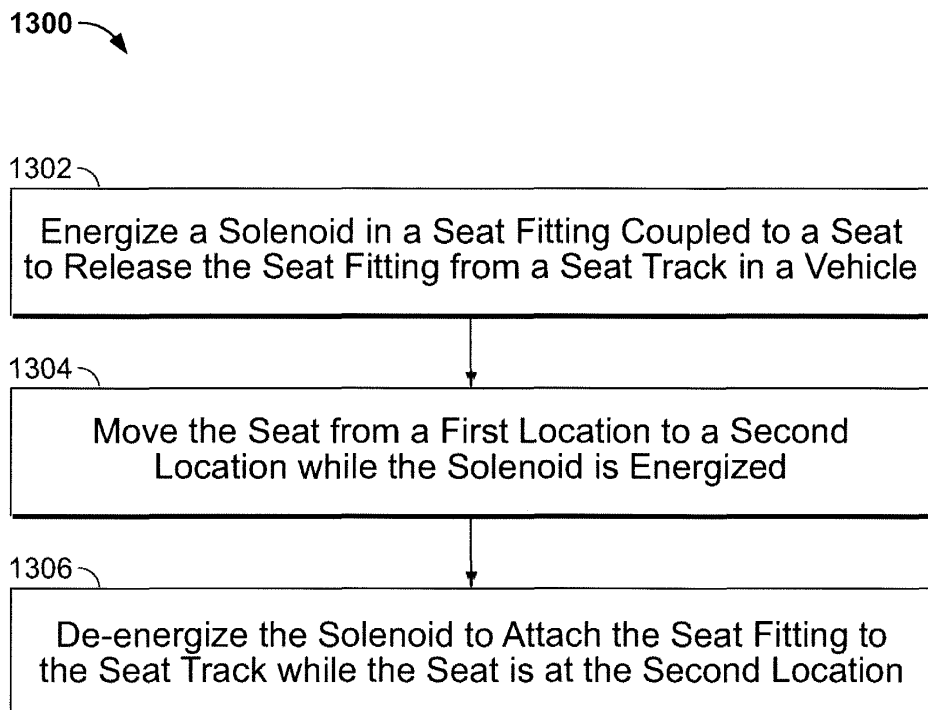 1300
1302
Energize a Solenoid in a Seat Fitting Coupled to a Seat
to Release the Seat Fitting from a Seat Track in a Vehicle
1304
Move the Seat from a First Location to a Second
Location while the Solenoid is Energized
1306
De-energize the Solenoid to Attach the Seat Fitting to
the Seat Track while the Seat is at the Second Location